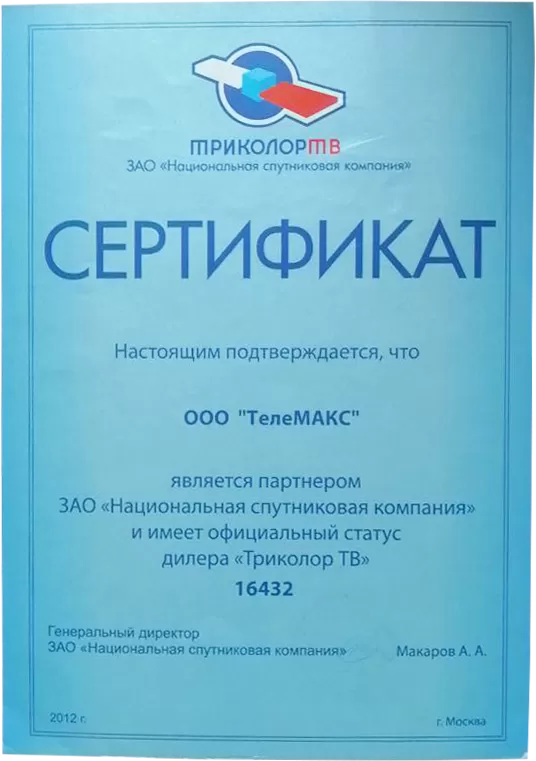 ТРИКОЛОРТВ
ЗАО «Национальная спутниковая компания»
СЕРТИФИКАТ
Настоящим подтверждается, что
ООО "ТелеМАКС"
является партнером
ЗАО «Национальная спутниковая компания»
и имеет официальный статус
дилера «Триколор ТВ»
16432
Генеральный директор
ЗАО «Национальная спутниковая компания» Макаров А. А.
2012 г. г. Москва